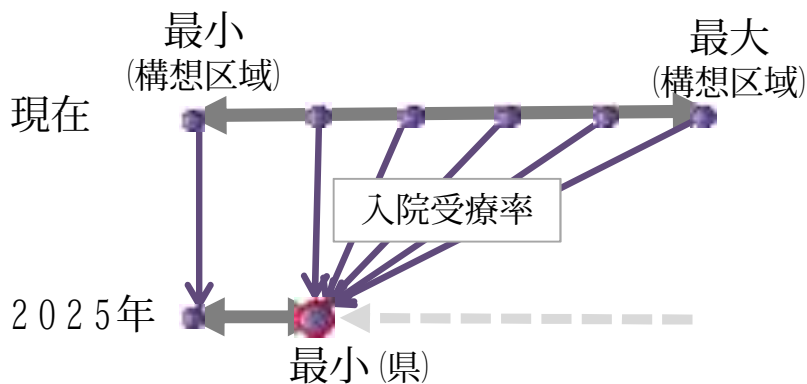 最小
(構想区域)
最大
(構想区域)
現在
入院受療率
2025年
最小(県)